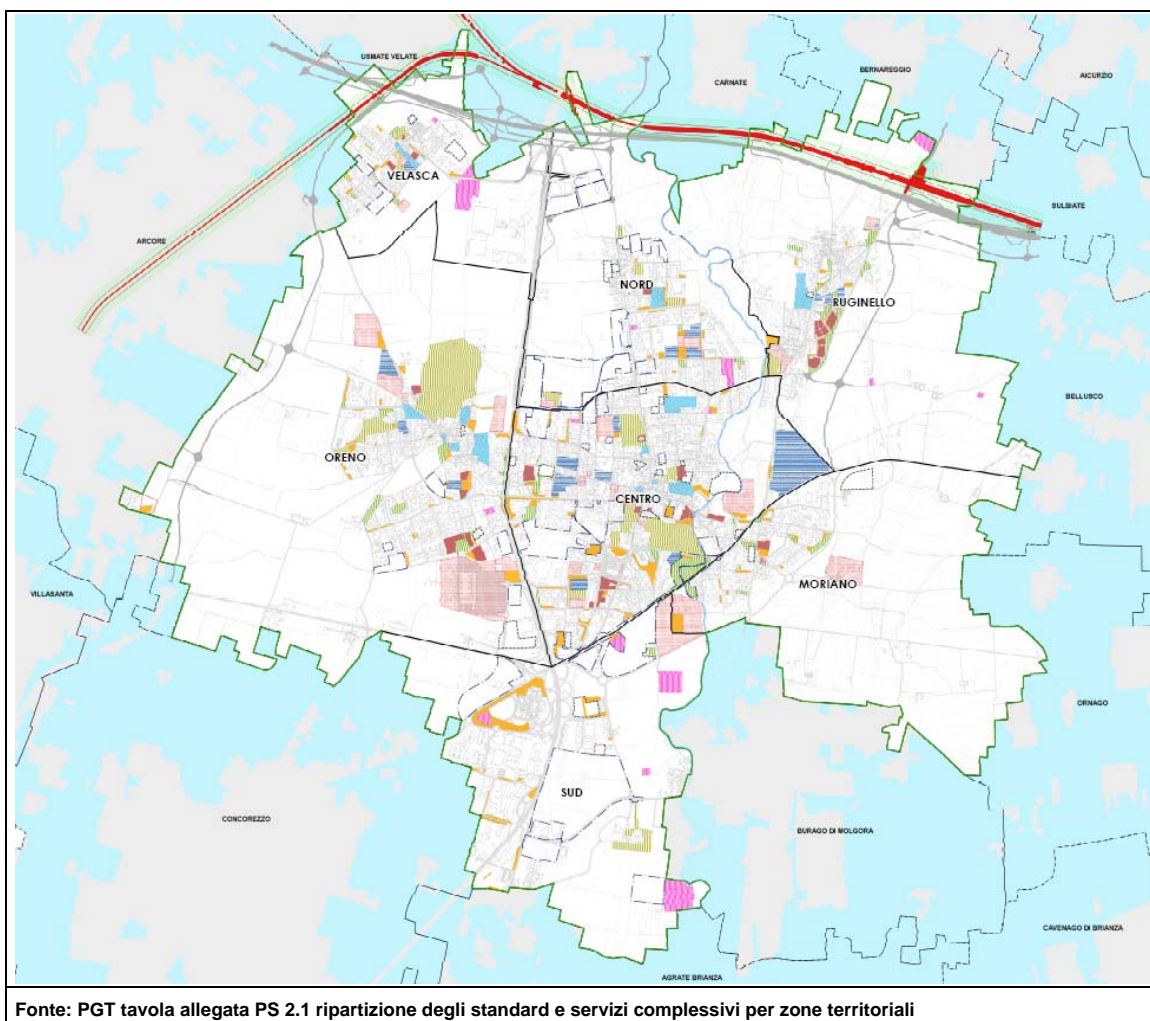 USMATE VELATE
CARNATE
BERNAREGGIO
AICURZIO
VELASCA
SULBIATE
ARCORE
NORD
RUGINELLO
BELLUSCO
ORENO
CENTRO
MORIANO
VILLASANTA
ORNAGO
SUD
CONCOREZZO
BURAGO DI MOLGORA
CAVENAGO DI BRIANZA
AGRATE BRIANZA
Fonte: PGT tavola allegata PS 2.1 ripartizione degli standard e servizi complessivi per zone territoriali